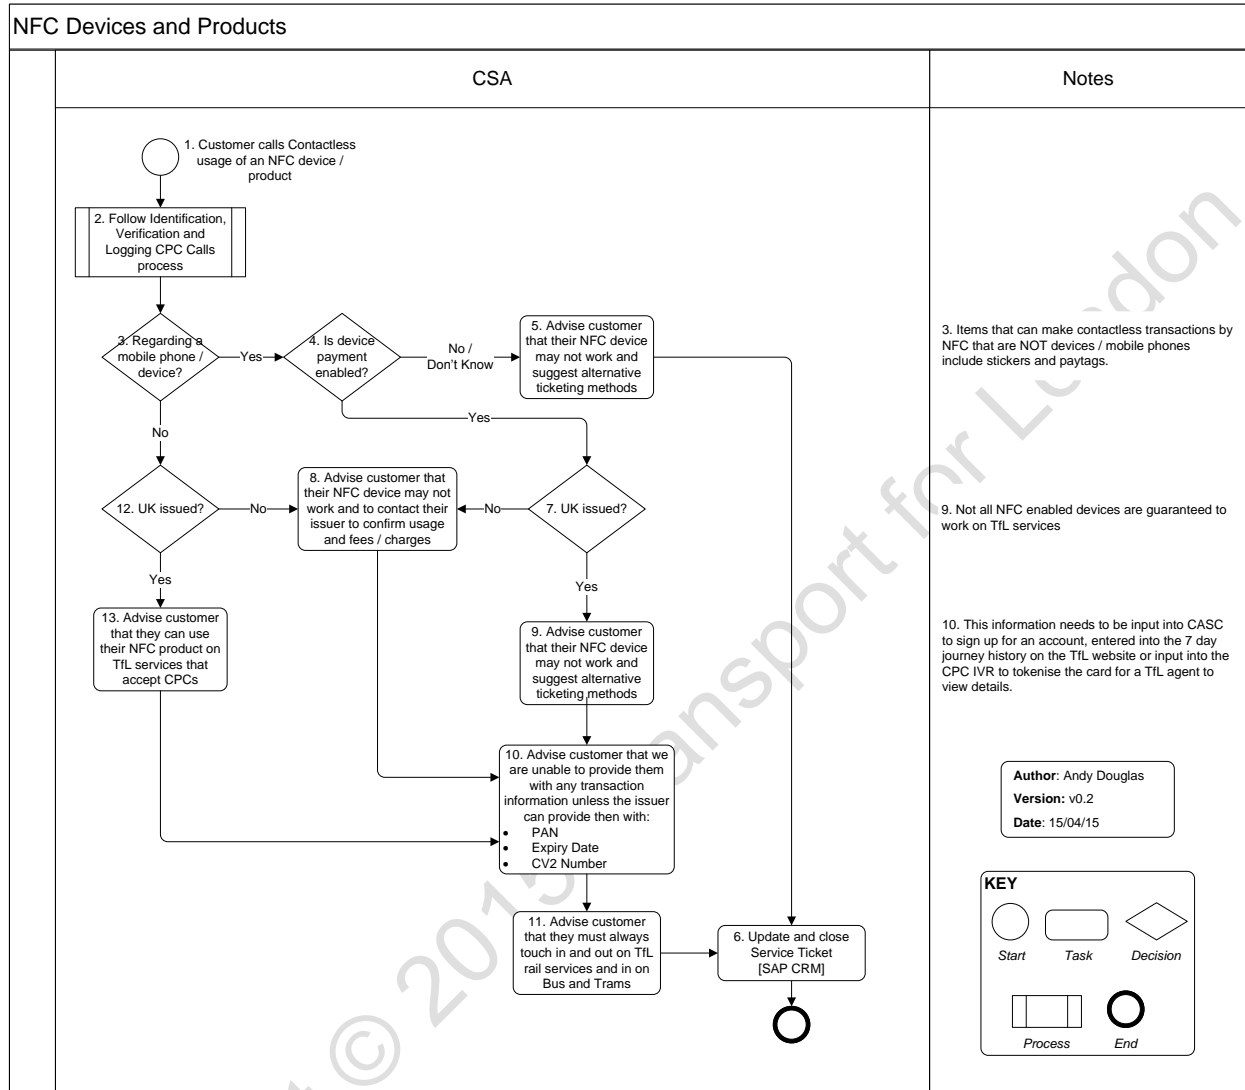 NFC Devices and Products
CSA
Notes
1. Customer calls Contactless
usage of an NFC device /
product
2. Follow Identification,
Verification and
Logging CPC Calls
process
3. Regarding a
mobile phone /
device?
Yes
4. Is device
payment
enabled?
No /
Don't Know
5. Advise customer
that their NFC device
may not work and
suggest alternative
ticketing methods
3. Items that can make contactless transactions by
NFC that are NOT devices / mobile phones
include stickers and paytags.
No
Yes
12. UK issued?
No
8. Advise customer that
their NFC device may not
work and to contact their
issuer to confirm usage
and fees / charges
No
7. UK issued?
9. Not all NFC enabled devices are guaranteed to
work on TfL services
Yes
Yes
13. Advise customer
that they can use
their NFC product on
TfL services that
accept CPCs
9. Advise customer
that their NFC device
may not work and
suggest alternative
ticketing methods
10. This information needs to be input into CASC
to sign up for an account, entered into the 7 day
journey history on the TfL website or input into the
CPC IVR to tokenise the card for a TfL agent to
view details.
10. Advise customer that we
are unable to provide them
with any transaction
information unless the issuer
can provide then with:
• PAN
• Expiry Date
• CV2 Number
Author: Andy Douglas
Version: v0.2
Date: 15/04/15
11. Advise customer
that they must always
touch in and out on TfL
rail services and in on
Bus and Trams
6. Update and close
Service Ticket
[SAP CRM]
KEY
Start
Task
Decision
Process
End
© 2015 Transport for London